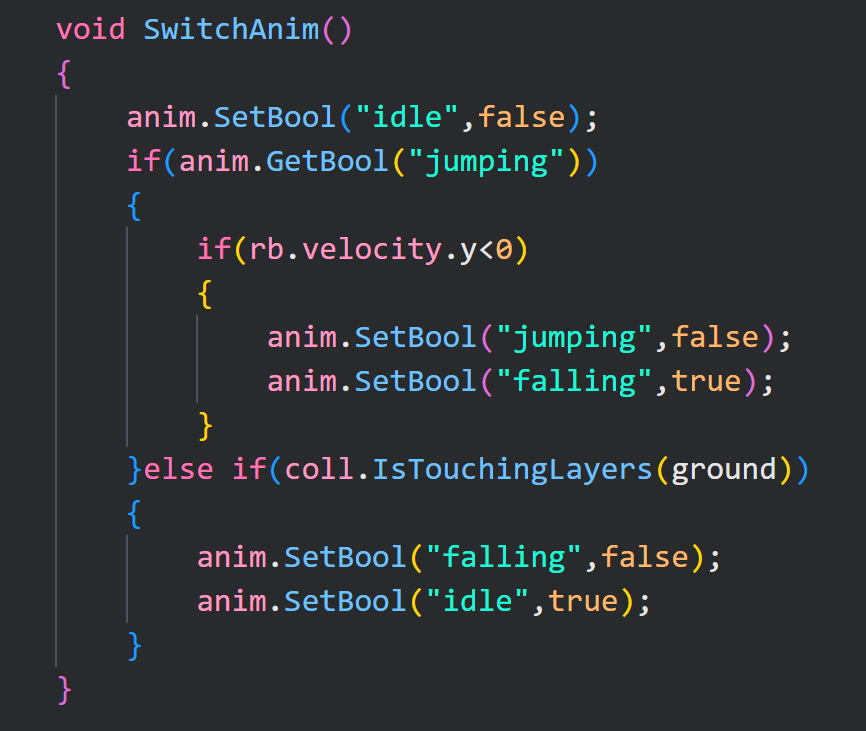 void SwitchAnim()
{
    anim.SetBool("idle",false);
    if(anim.GetBool("jumping"))
    {
        if(rb.velocity.y<0)
        {
            anim.SetBool("jumping",false);
            anim.SetBool("falling",true);
        }
    }else if(coll.IsTouchingLayers(ground))
    {
        anim.SetBool("falling",false);
        anim.SetBool("idle",true);
    }
}